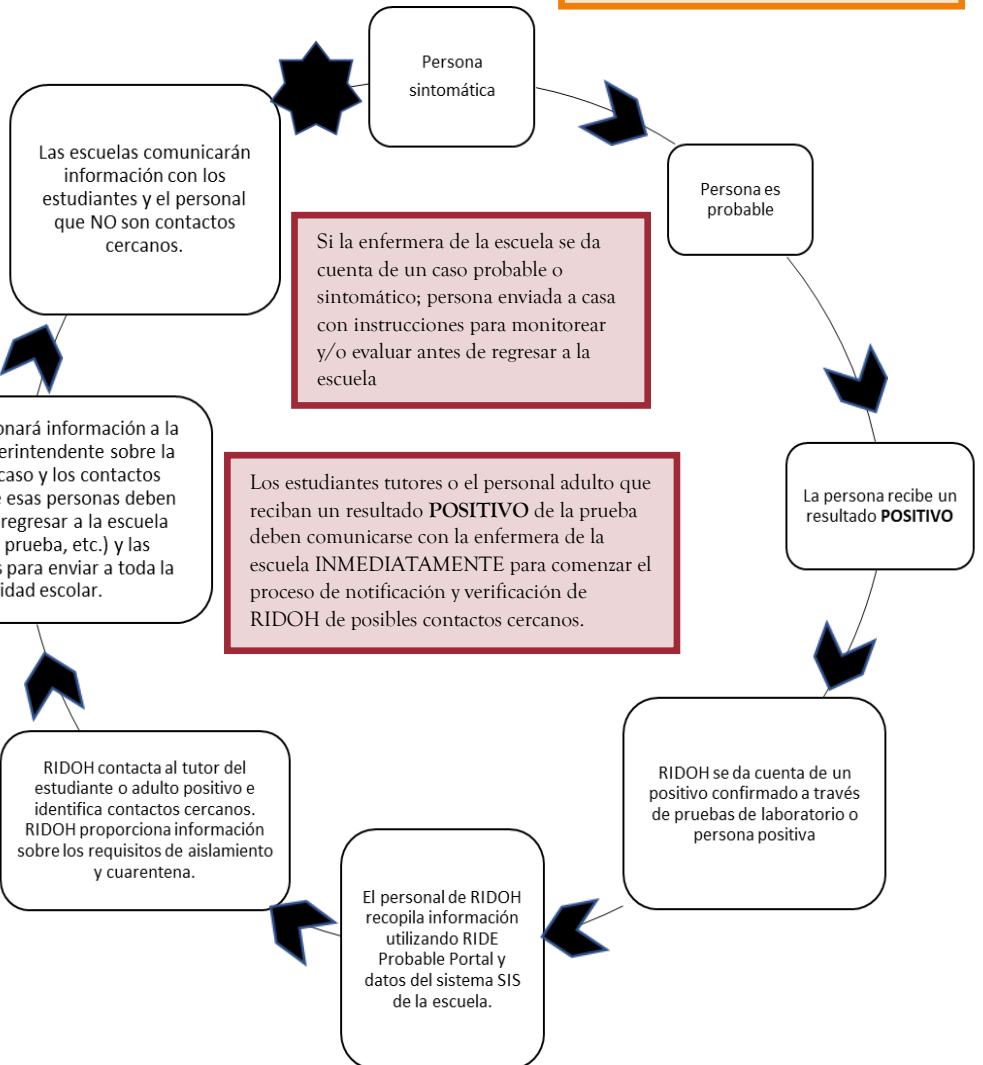 Persona
sintomática
Persona es
probable
La persona recibe un
resultado POSITIVO
RIDOH se da cuenta de un
positivo confirmado a través
de pruebas de laboratorio o
persona positiva
El personal de RIDOH
recopila información
utilizando RIDE
Probable Portal y
datos del sistema SIS
de la escuela.
RIDOH contacta al tutor del
estudiante o adulto positivo e
identifica contactos cercanos.
RIDOH proporciona información
sobre los requisitos de aislamiento
y cuarentena.
información a la
sobre la
caso y los contactos
esas personas deben
regresar a la escuela
prueba, etc.) y las
para enviar a toda la
escolar.
Las escuelas comunicarán
información con los
estudiantes y el personal
que NO son contactos
cercanos.
Si la enfermera de la escuela se da
cuenta de un caso probable o
sintomático; persona enviada a casa
con instrucciones para monitorear
y/o evaluar antes de regresar a la
escuela
Los estudiantes tutores o el personal adulto que
reciban un resultado POSITIVO de la prueba
deben comunicarse con la enfermera de la
escuela INMEDIATAMENTE para comenzar el
proceso de notificación y verificación de
RIDOH de posibles contactos cercanos.